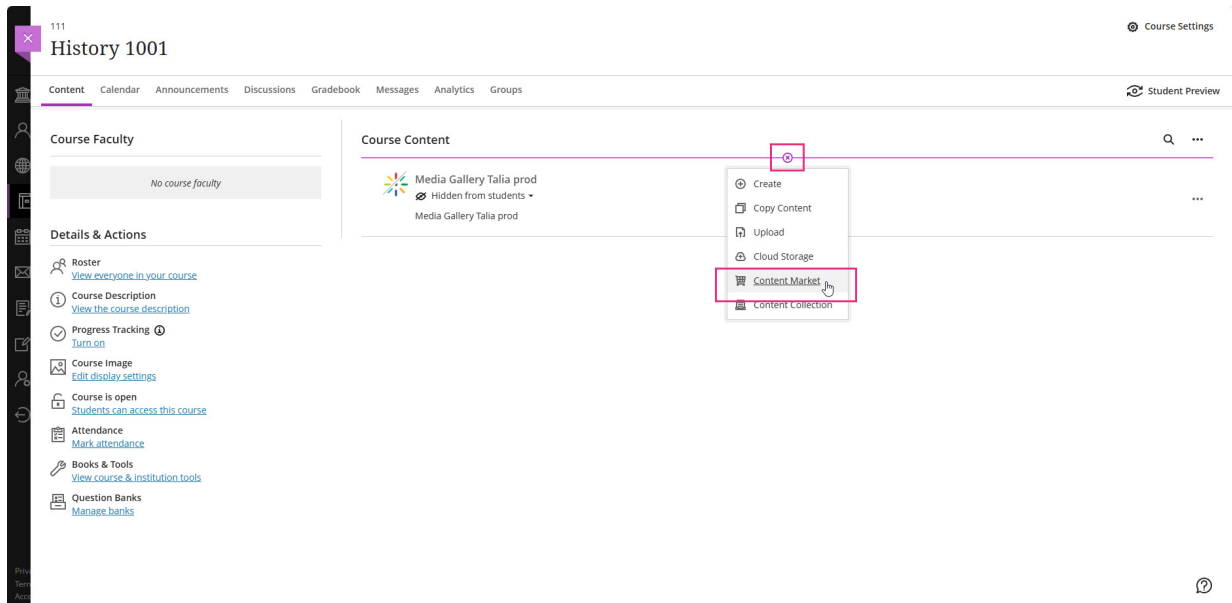 111
History 1001
Course Settings
Content Calendar Announcements Discussions Gradebook Messages Analytics Groups
Student Preview
Course Faculty
No course faculty
Details & Actions
Roster
View everyone in your course
Course Description
View the course description
Progress Tracking
Turn on
Course Image
Edit display settings
Course is open
Students can access this course
Attendance
Mark attendance
Books & Tools
View course & institution tools
Question Banks
Manage banks
Course Content
Media Gallery Talia prod
Hidden from students
Media Gallery Talia prod
Create
Copy Content
Upload
Cloud Storage
Content Market
Content Collection